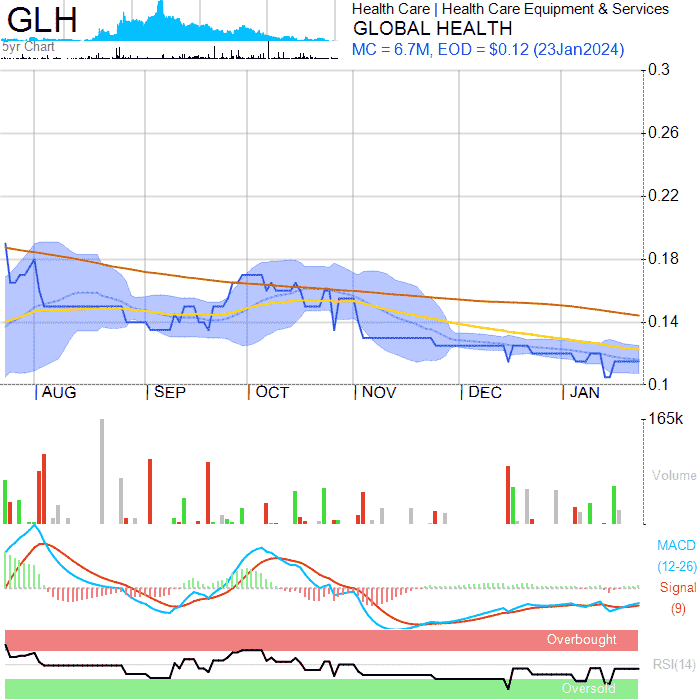 GLH
5yr Chart
Health Care | Health Care Equipment & Services
GLOBAL HEALTH
MC = 6.7M, EOD = $0.12 (23Jan2024)
0.3
0.26
0.22
0.18
0.14
0.1
| AUG | SEP | OCT | NOV | DEC | JAN
165k
Volume
MACD
(12-26)
Signal
(9)
Overbought
RSI(14)
Oversold